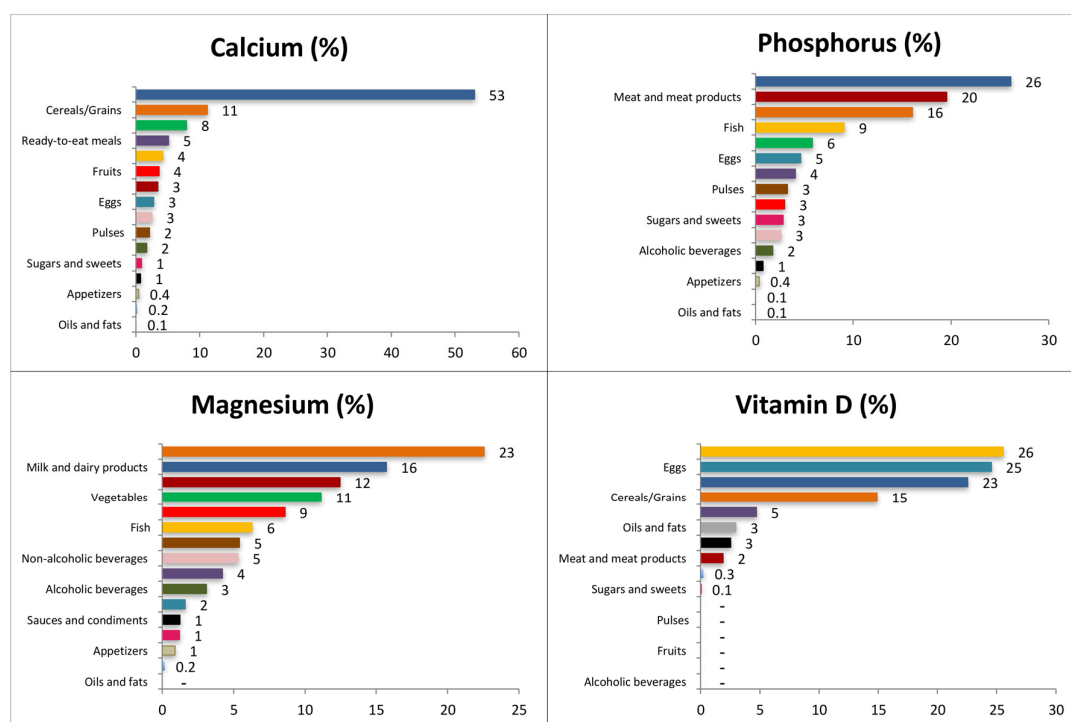 Calcium (%)
53
Cereals/Grains 11
8
Ready-to-eat meals 5
4
Fruits 4
3
Eggs 3
3
Pulses 2
2
Sugars and sweets 1
1
Appetizers 0.4
0.2
Oils and fats 0.1
0 10 20 30 40 50 60
Phosphorus (%)
26
Meat and meat products 20
16
Fish 9
6
Eggs 5
4
Pulses 3
3
Sugars and sweets 3
3
Alcoholic beverages 2
1
Appetizers 0.4
0.1
Oils and fats 0.1
0 10 20 30
Magnesium (%)
23
Milk and dairy products 16
12
Vegetables 11
9
Fish 6
5
Non-alcoholic beverages 5
4
Alcoholic beverages 3
2
Sauces and condiments 1
1
Appetizers 1
0.2
Oils and fats -
0 5 10 15 20 25
Vitamin D (%)
26
Eggs 25
23
Cereals/Grains 15
5
Oils and fats 3
3
Meat and meat products 2
0.3
Sugars and sweets 0.1
-
Pulses -
-
Fruits -
-
Alcoholic beverages -
0 5 10 15 20 25 30